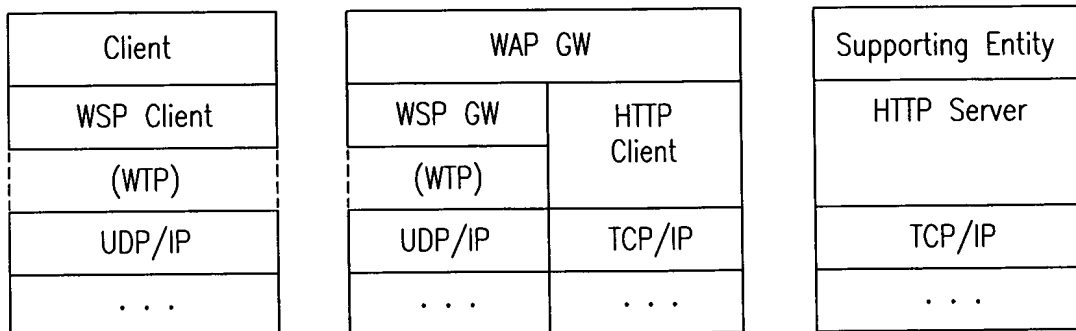 Client
WSP Client
(WTP)
UDP/IP
. . .
WAP GW
WSP GW
(WTP)
UDP/IP
. . .
HTTP
Client
TCP/IP
. . .
Supporting Entity
HTTP Server
TCP/IP
. . .